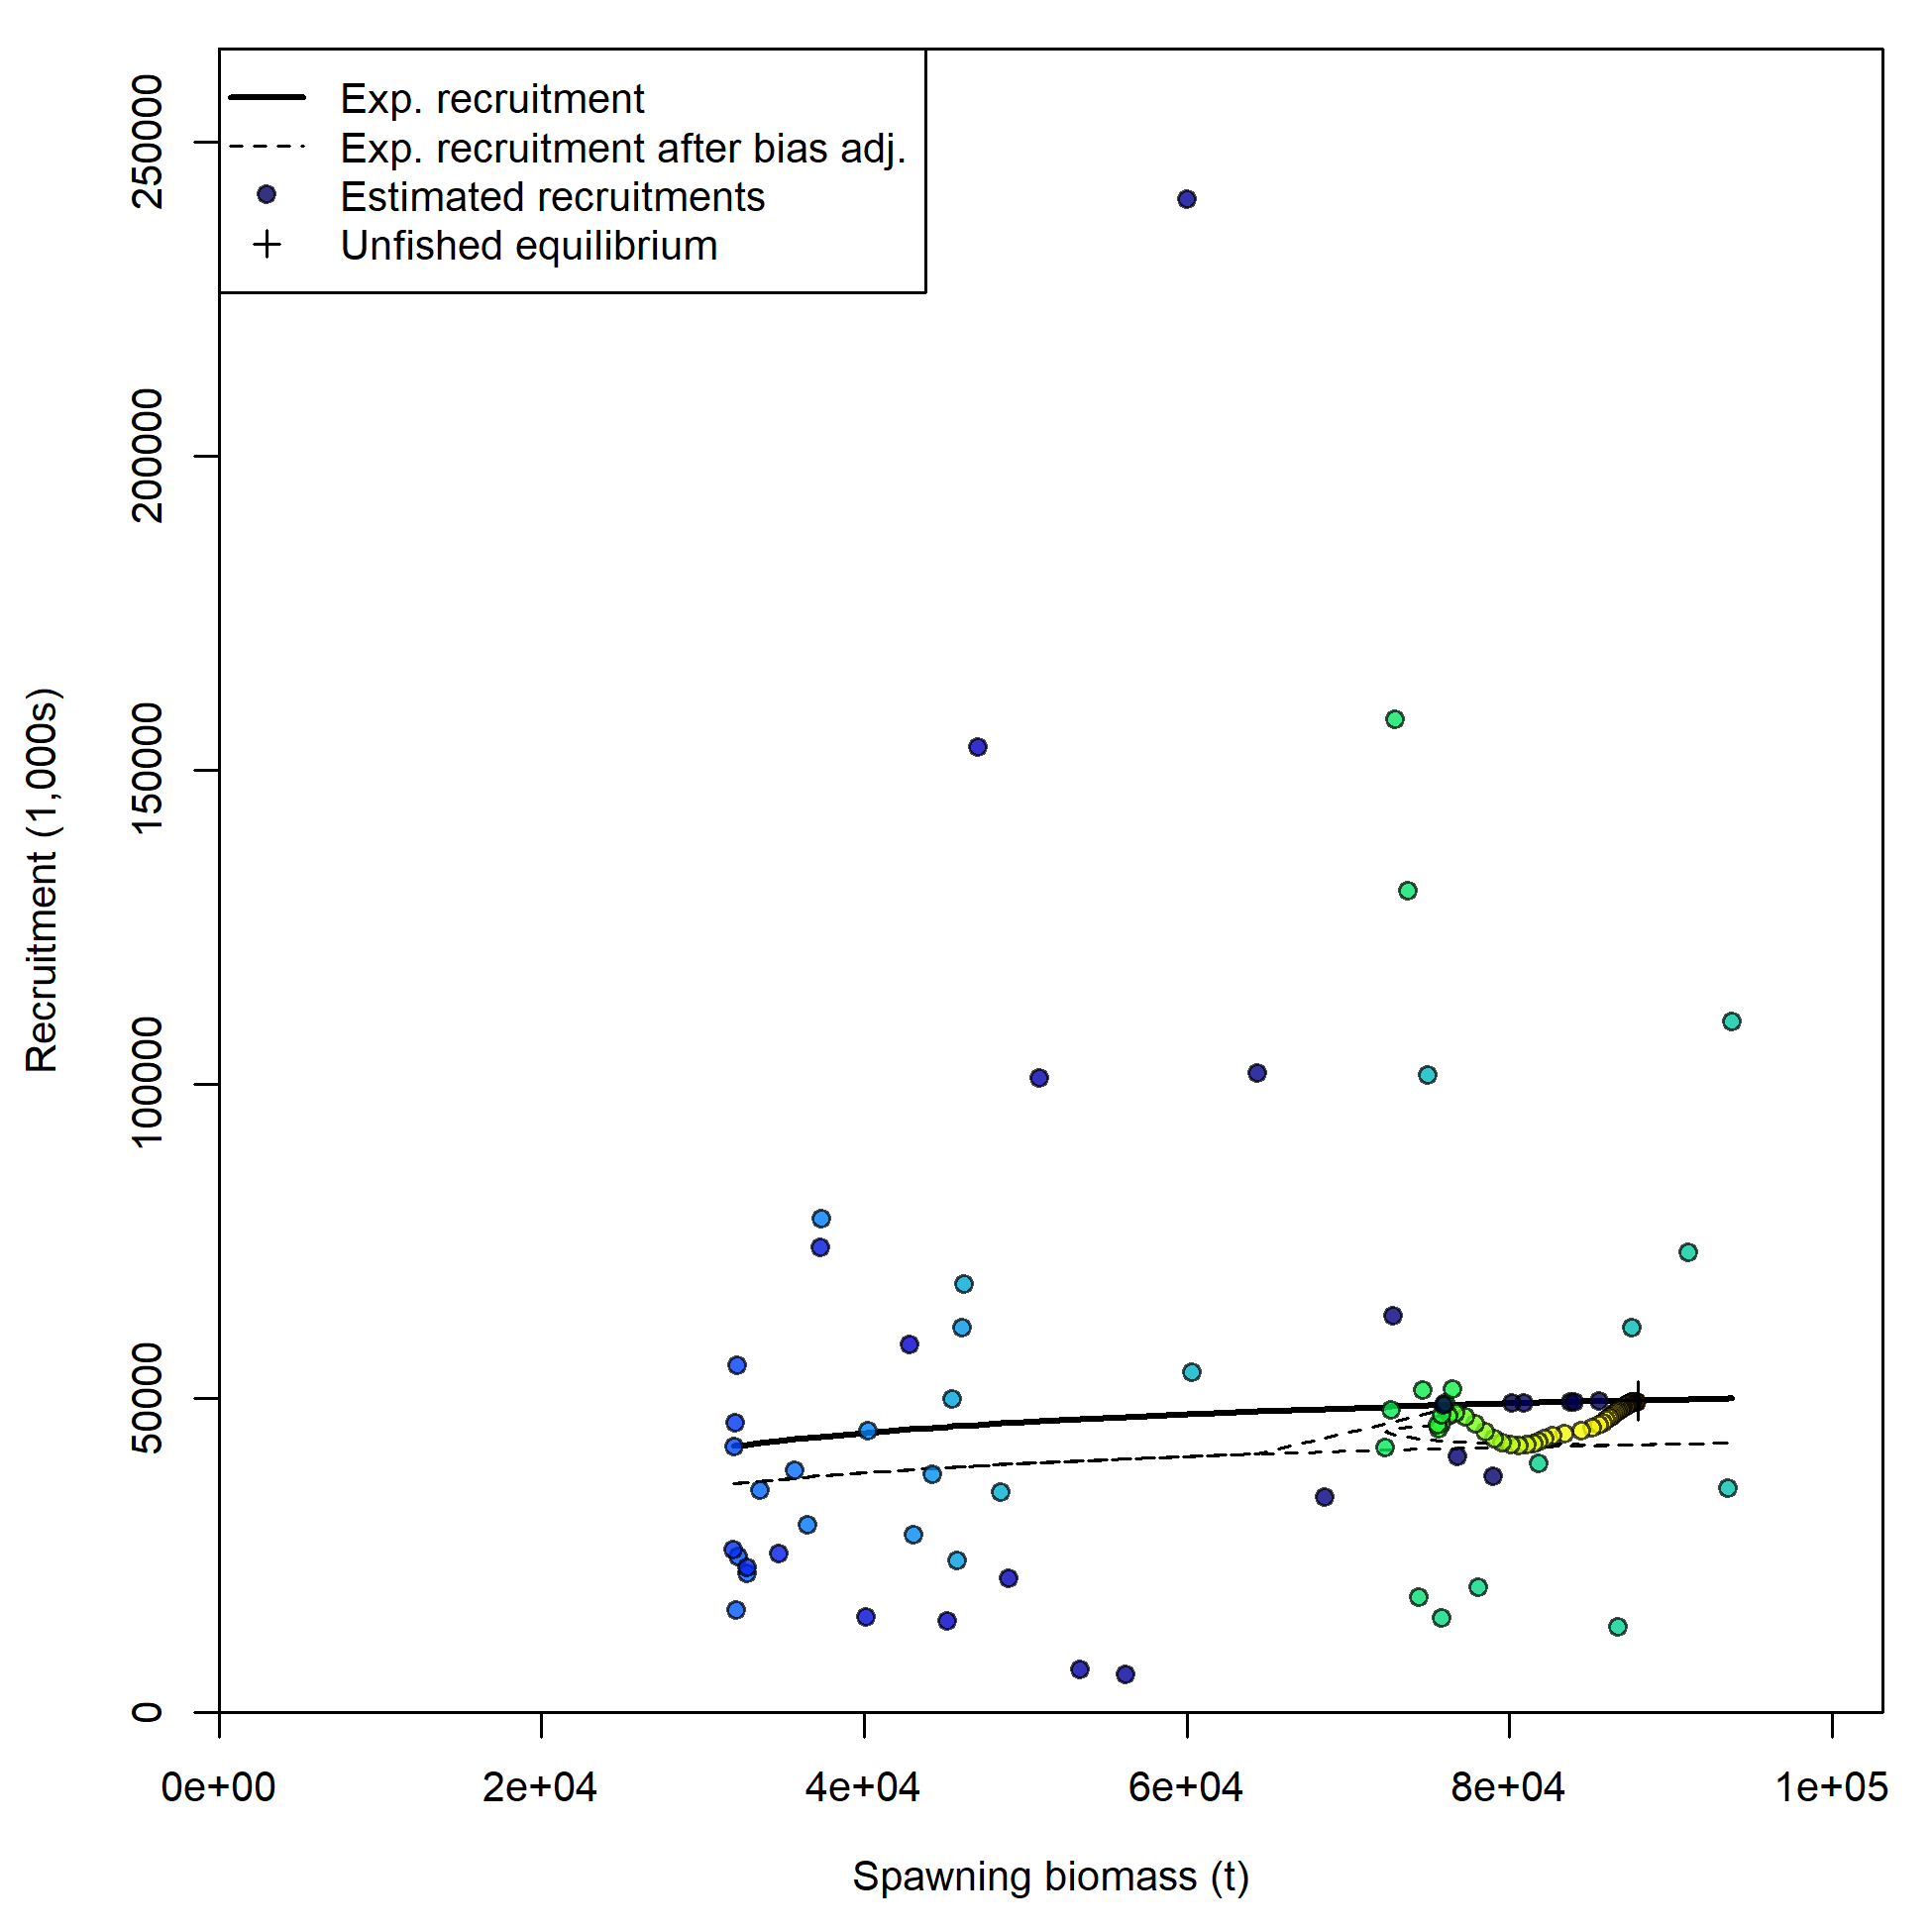 Exp. recruitment
Exp. recruitment after bias adj.
Estimated recruitments
Unfished equilibrium
250000
200000
150000
100000
50000
0
Recruitment (1,000s)
0e+00 2e+04 4e+04 6e+04 8e+04 1e+05
Spawning biomass (t)